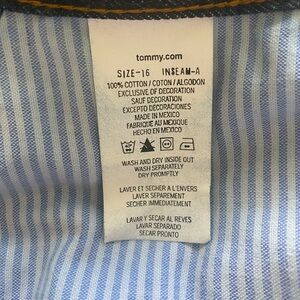 tommy.com
SIZE-16 INSEAM-A
100% COTTON / COTON / ALGODON
EXCLUSIVE OF DECORATION
SAUF DECORATION
EXCEPTO DECORACIONES
MADE IN MEXICO
FABRIQUÉ AU MEXIQUE
HECHO EN MEXICO
WASH AND DRY INSIDE OUT
WASH SEPARATELY
DRY PROMPTLY
LAVER ET SECHER A L'ENVERS
LAVER SEPAREMENT
SECHER IMMEDIATEMENT
LAVAR Y SECAR AL REVES
LAVAR SEPARADO
SECAR PRONTO